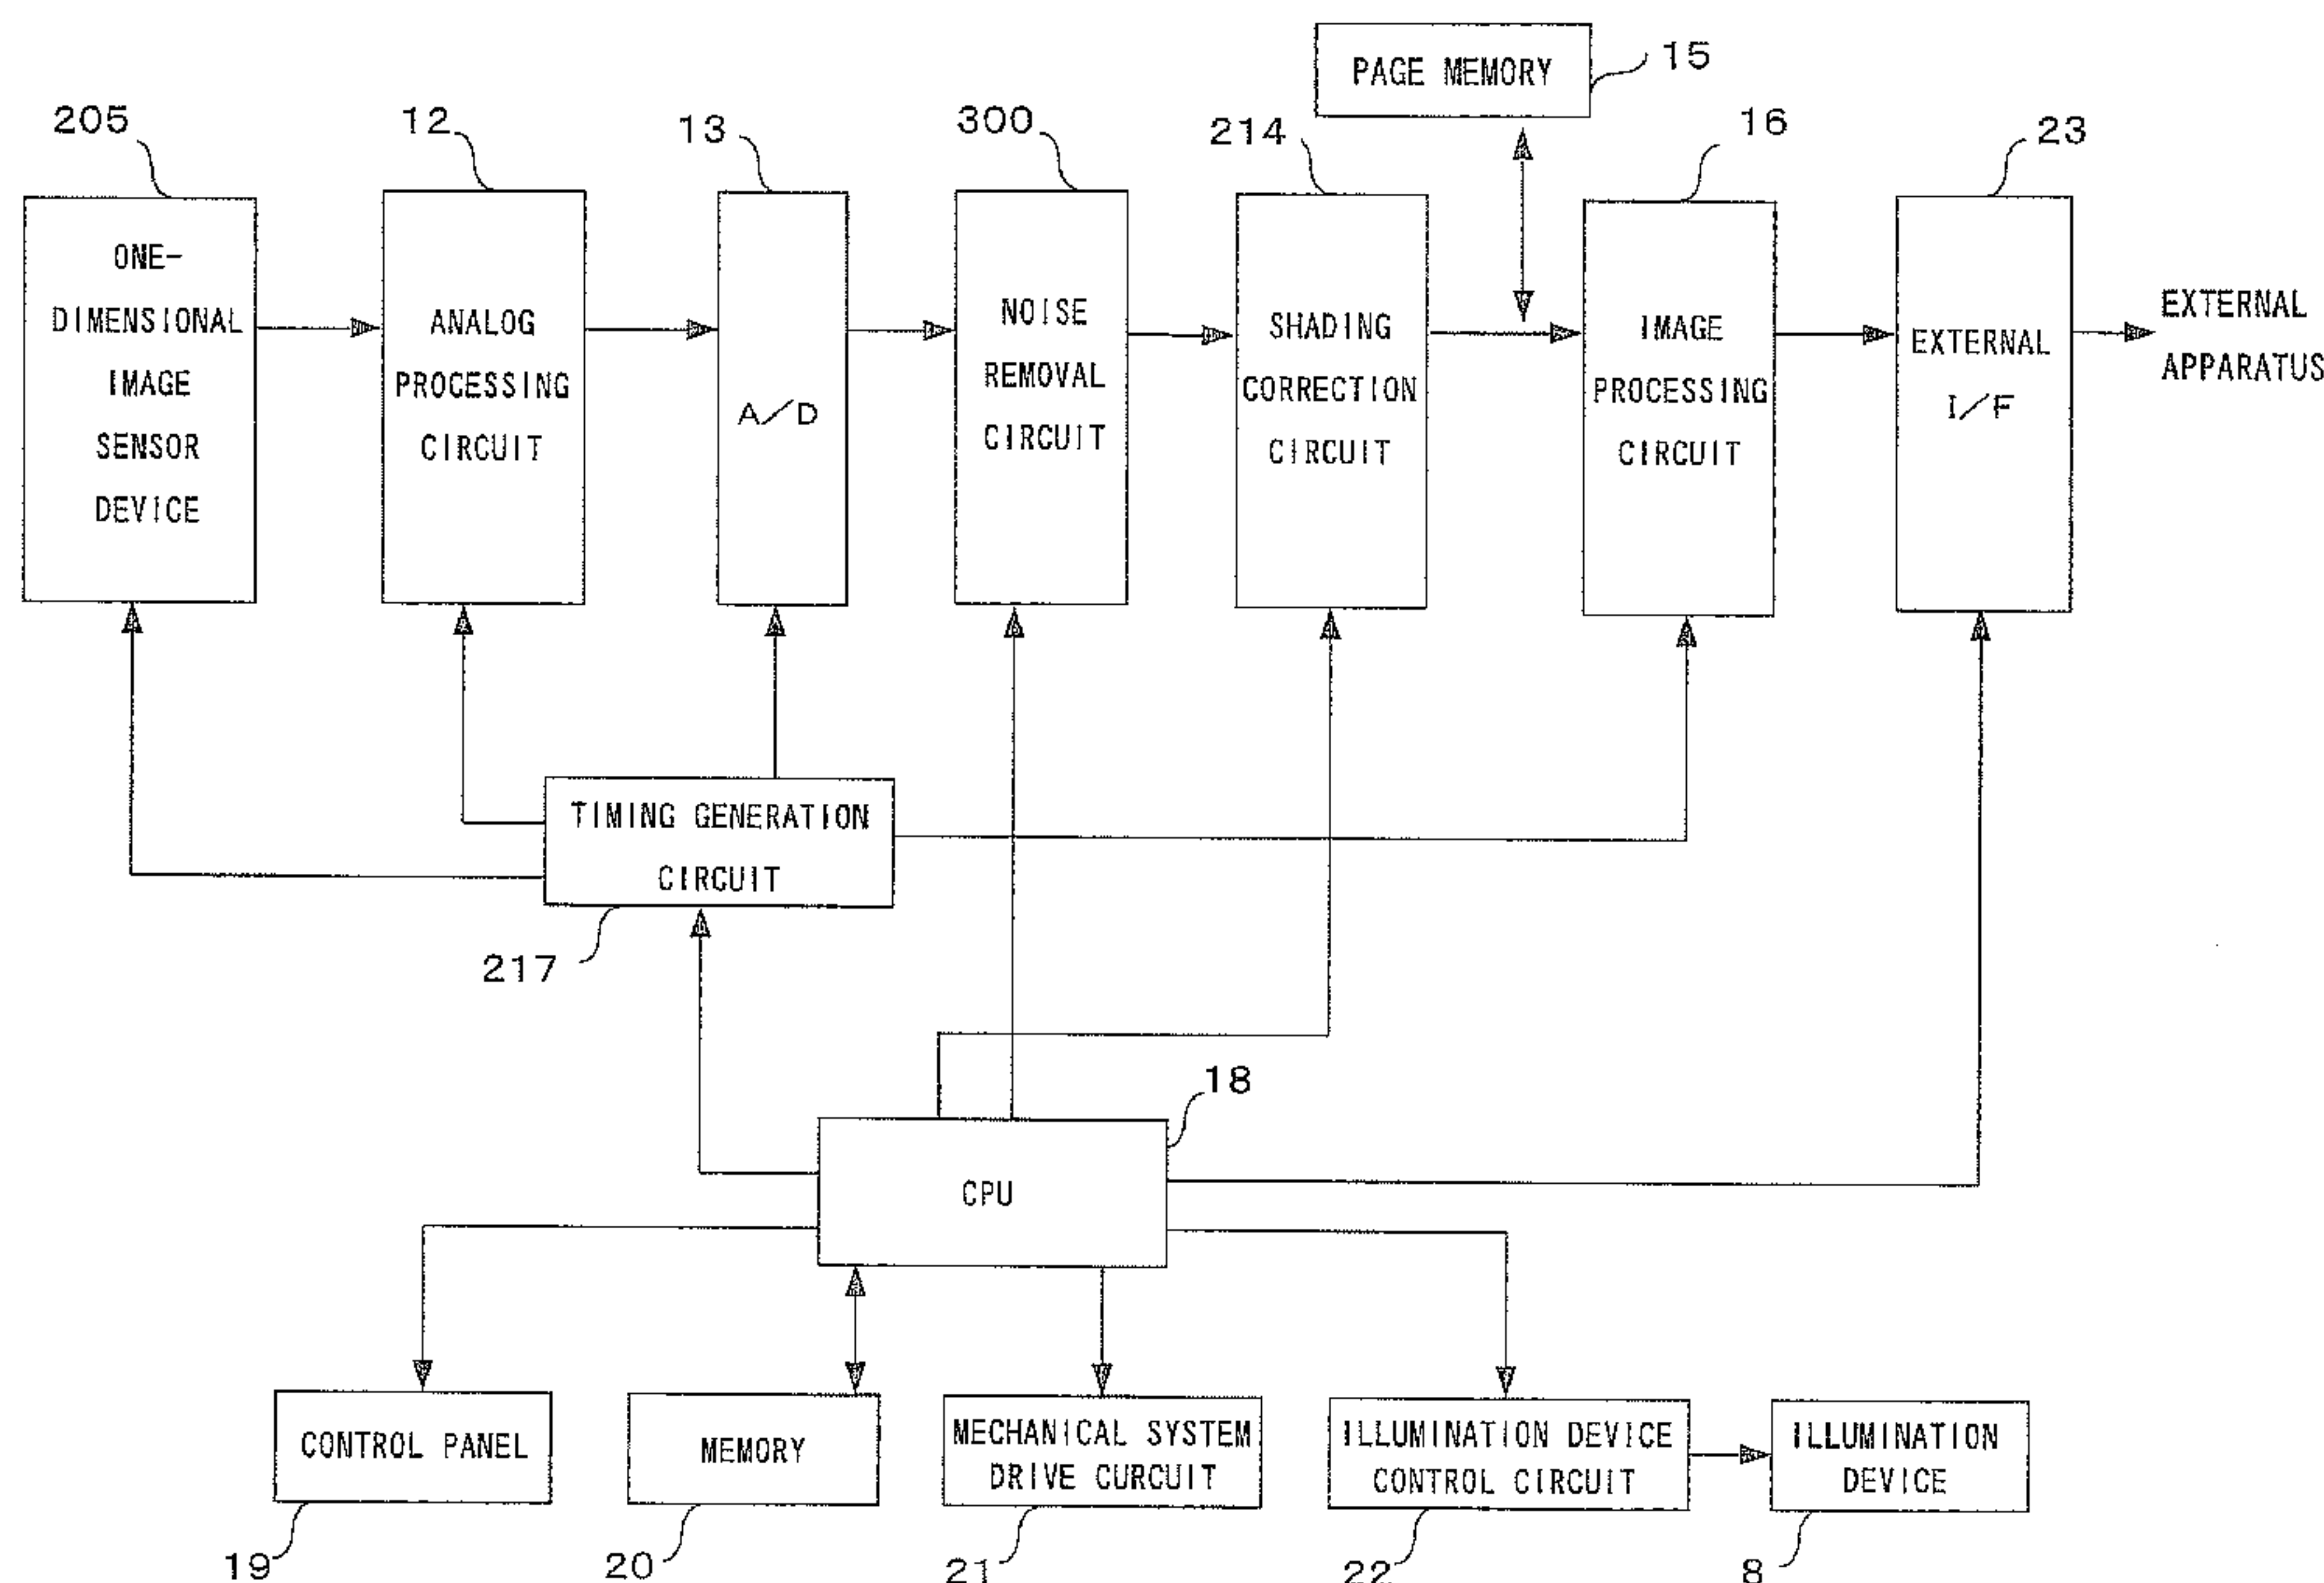 PAGE MEMORY
15
205
12
13
300
214
16
23
ONE-
DIMENSIONAL
IMAGE
SENSOR
DEVICE
ANALOG
PROCESSING
CIRCUIT
A/D
NOISE
REMOVAL
CIRCUIT
SHADING
CORRECTION
CIRCUIT
IMAGE
PROCESSING
CIRCUIT
EXTERNAL
I/F
EXTERNAL
APPARATUS
TIMING GENERATION
CIRCUIT
217
18
CPU
CONTROL PANEL
MEMORY
MECHANICAL SYSTEM
DRIVE CURCUIT
ILLUMINATION DEVICE
CONTROL CIRCUIT
ILLUMINATION
DEVICE
19
20
21
22
8